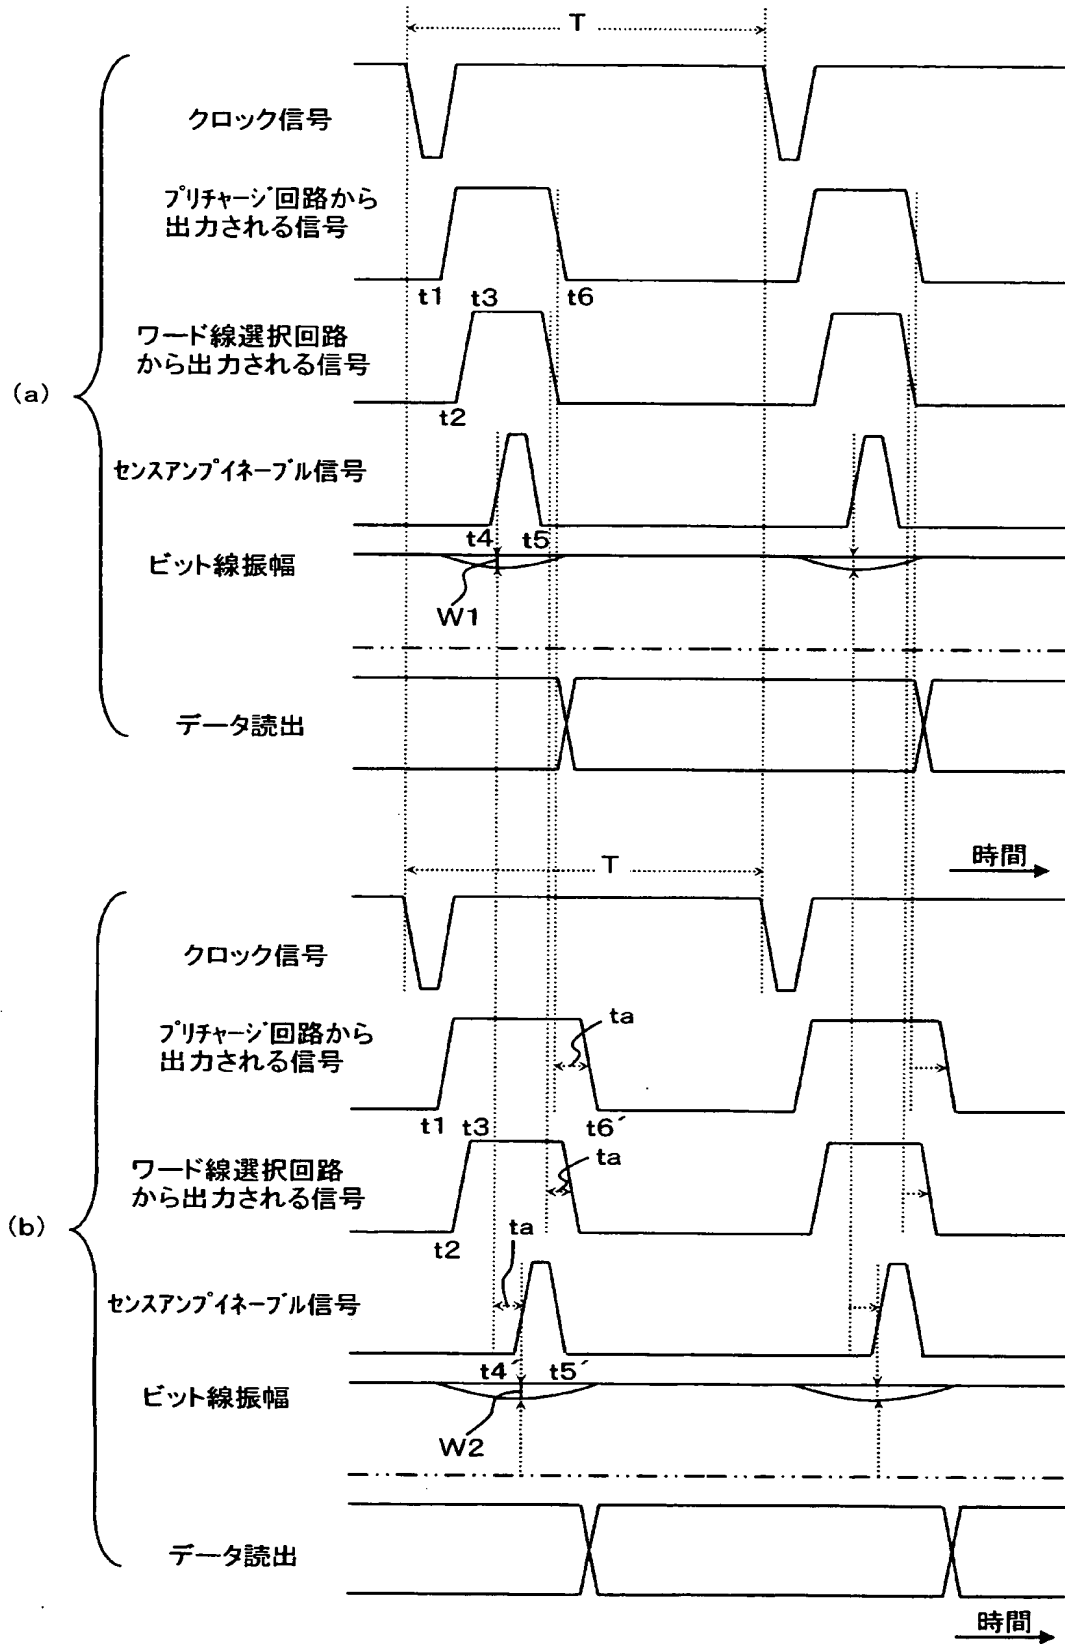 T
クロック信号
プリチャージ回路から
出力される信号
t1
t3
t6
ワード線選択回路
から出力される信号
(a)
t2
センスアンプイネーブル信号
t4
t5
ビット線振幅
W1
データ読出
時間
T
クロック信号
プリチャージ回路から
出力される信号
ta
t1
t3
t6´
ワード線選択回路
から出力される信号
ta
(b)
t2
ta
センスアンプイネーブル信号
t4´
t5´
ビット線振幅
W2
データ読出
時間